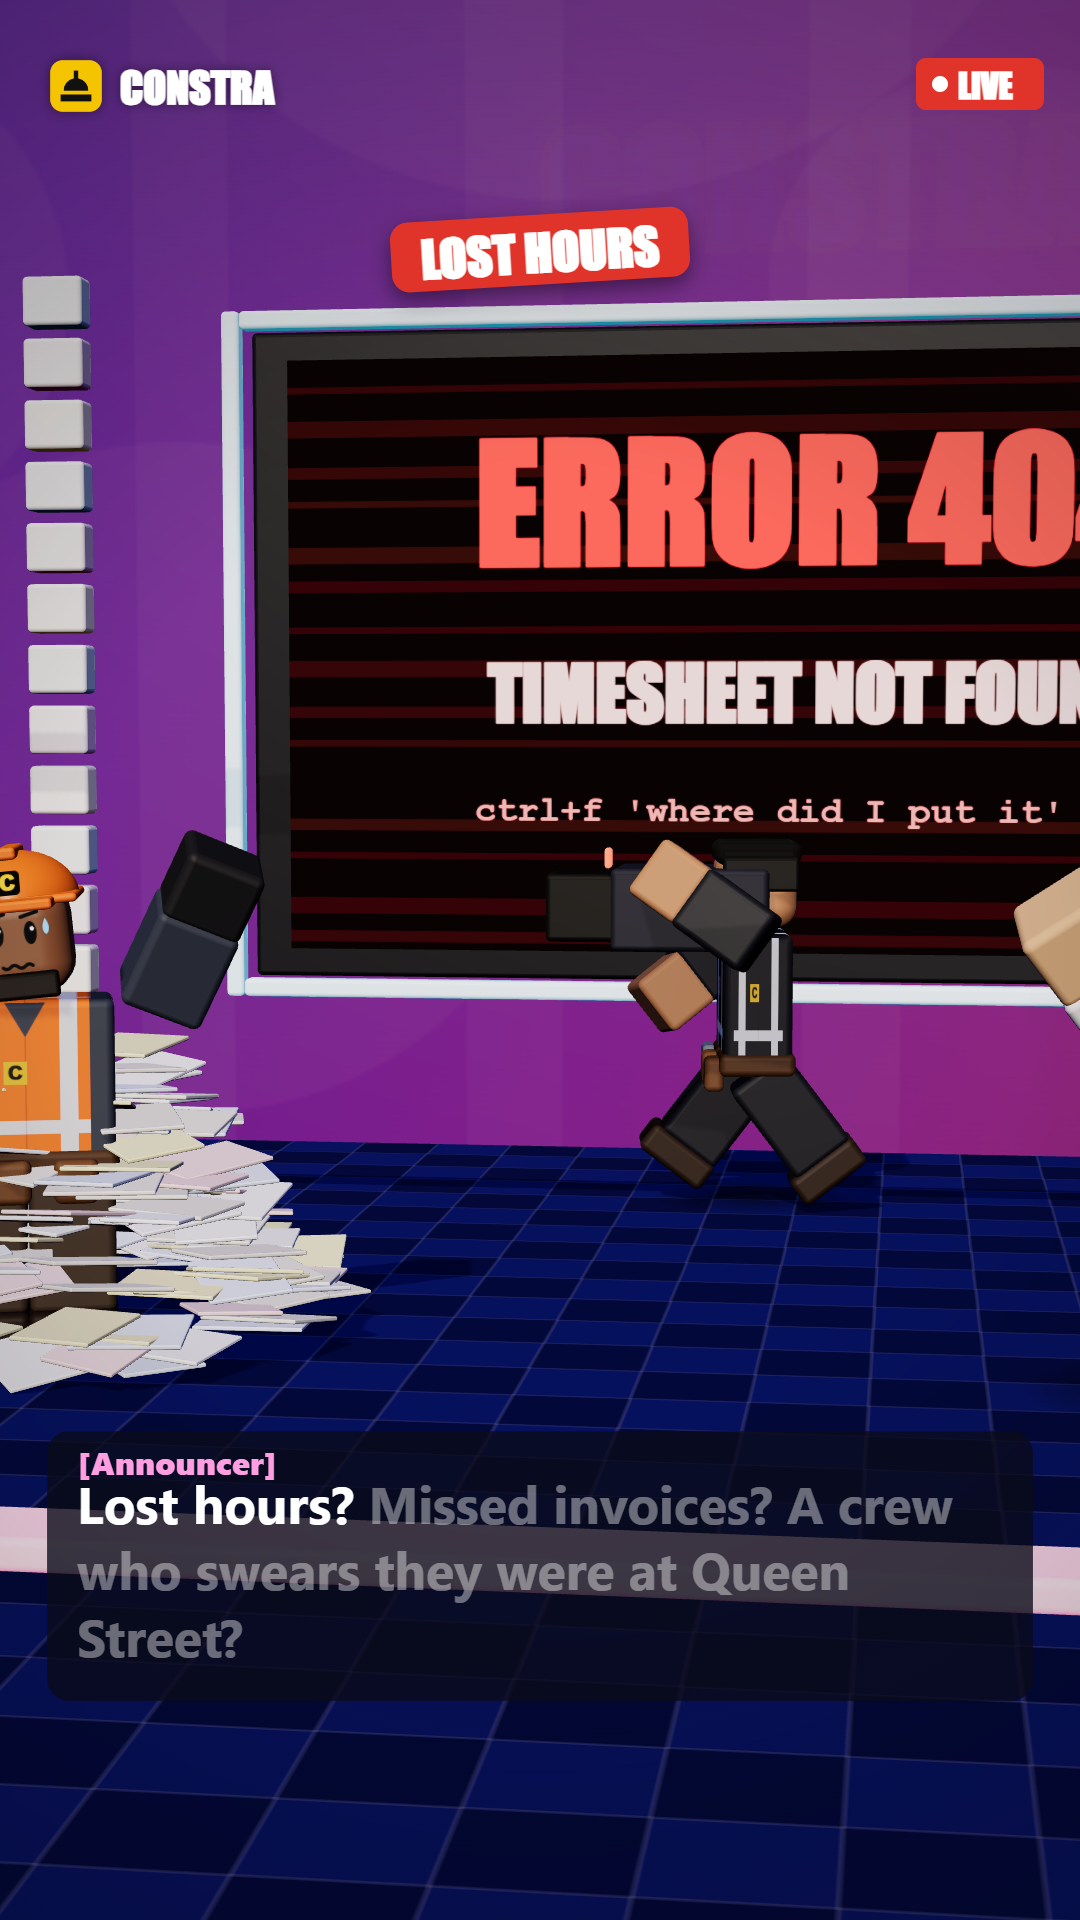 CONSTRA
LIVE
LOST HOURS
ERROR 404
TIMESHEET NOT FOUN
ctrl+f 'where did I put it'
C
C
C
[Announcer]
Lost hours? Missed invoices? A crew
who swears they were at Queen
Street?